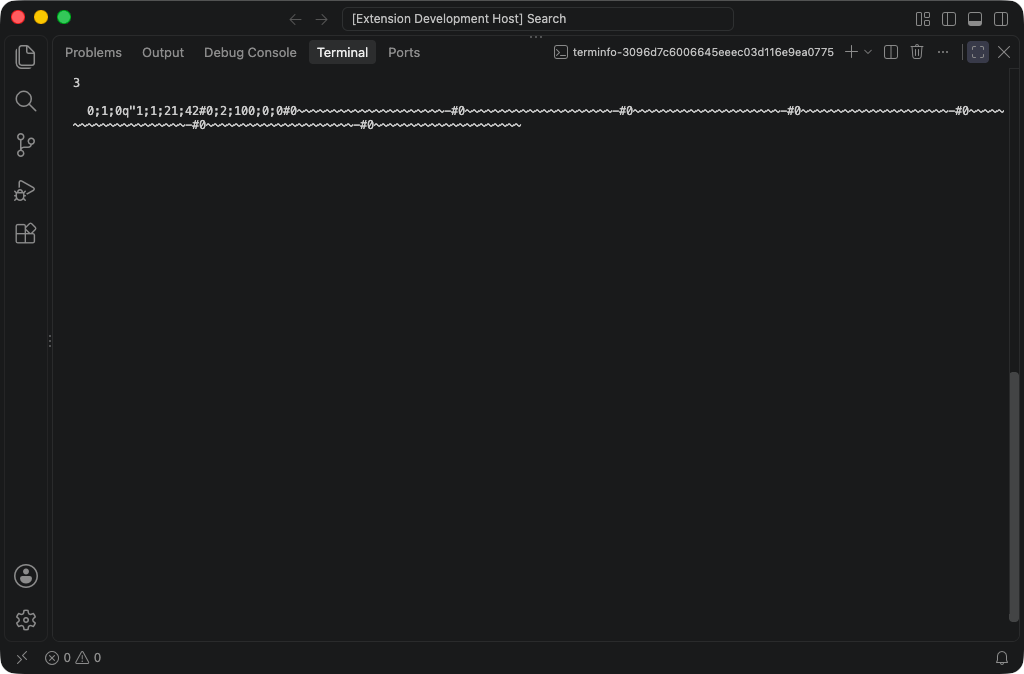 [Extension Development Host] Search
Problems Output Debug Console Terminal Ports
terminfo-3096d7c6006645eeec03d116e9ea0775
3
0;1;0q"1;1;21;42#0;2;100;0;0#0~~~~~~~~~~~~~~~~~~~~~-#0~~~~~~~~~~~~~~~~~~~~~-#0~~~~~~~~~~~~~~~~~~~~~-#0~~~~~~~~~~~~~~~~~~~~~-#0~~~~~
~~~~~~~~~~~~~~~~-#0~~~~~~~~~~~~~~~~~~~~~-#0~~~~~~~~~~~~~~~~~~~~~
0 0